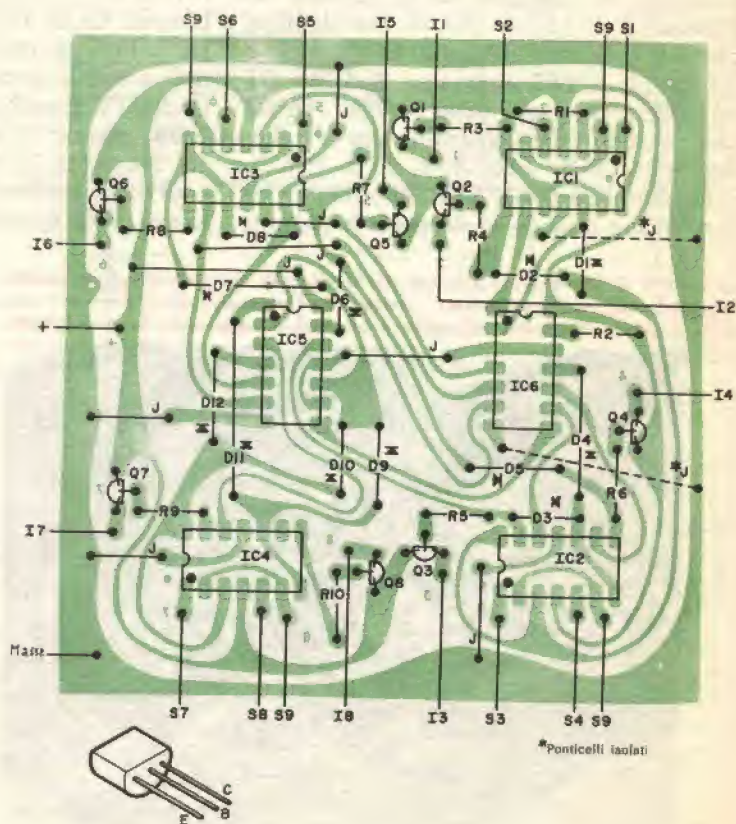 S9 S6 S5 I5 I1 S2 S9 S1
J Q1 R3 R1
IC3 R7 Q2 IC1
Q6
R8 D8 J Q5 R4 *J
I6 J J D2 D1
D7 D6 I2
+ IC5 IC6 R2
J I4
D12 Q4
J D4
Q7 D11 D10 D9 D5 *J
R6
R9 R5 D3
I7
J IC4 Q3 IC2
R10 Q8
J
S7 S8 S9 I8 I3 S3 S4 S9
*Ponticelli isolati
C
B
E